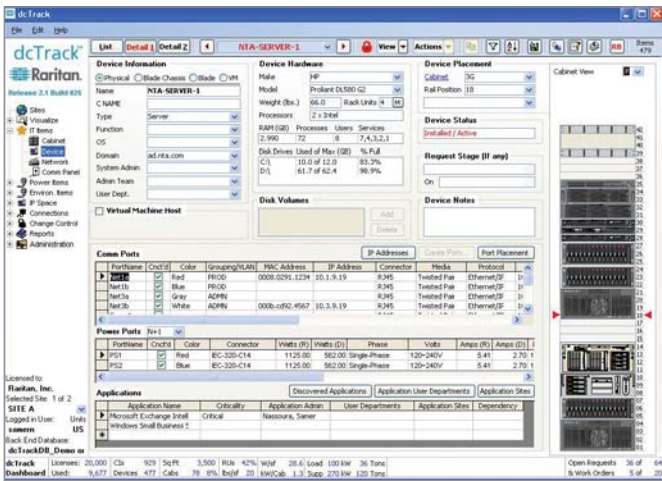 dcTrack
File Edit Help
dcTrack™
Raritan.
Release 2.1 Build 825
List Detail 1 Detail 2 NTA-SERVER-1 View Actions RB Items 479
Sites
Visualize
IT Items
Cabinet
Device
Network
Comm Panel
Power Items
Environ. Items
IP Space
Connections
Change Control
Reports
Administration
Device Information
Physical Blade Chassis Blade VM
Name NTA-SERVER-1
C NAME
Type Server
Function
OS
Domain ad.nta.com
System Admin
Admin Team
User Dept.
Virtual Machine Host
Device Hardware
Make HP
Model Proliant DL580 G2
Weight (lbs.) 66.0 Rack Units 4
Processors 2 x Intel
RAM (GB) Processes Users Services
2.990 72 8 7,4,3,2,1
Disk Drives Used of Max (GB) % Full
C:\ 10.0 of 12.0 83.3%
D:\ 61.7 of 62.4 98.9%
Disk Volumes
Add
Delete
Device Placement
Cabinet 3G
Rail Position 18
Device Status
Installed / Active
Request Stage (If any)
On
Device Notes
Cabinet View
Comm Ports IP Addresses Create Ports... Port Placement
PortName Cnct'd Color Grouping/VLAN MAC Address IP Address Connector Media Protocol
Net1a Red PROD 0008.0291.1234 10.1.9.19 RJ45 Twisted Pair Ethernet/IP
Net1b Blue PROD RJ45 Twisted Pair Ethernet/IP
Net3a Gray ADMIN RJ45 Twisted Pair Ethernet/IP
Net3b White ADMIN 000b.cd92.4567 10.3.9.19 RJ45 Twisted Pair Ethernet/IP
Power Ports N+1
PortName Cnct'd Color Connector Watts (R) Watts (D) Phase Volts Amps (R) Amps (D)
PS1 Red IEC-320-C14 1125.00 562.00 Single-Phase 120~240V 5.41 2.70
PS2 Blue IEC-320-C14 1125.00 562.00 Single-Phase 120~240V 5.41 2.70
Applications Discovered Applications Application User Departments Application Sites
Application Name Criticality Application Admin User Departments Application Sites Dependency
Microsoft Exchange Intell Critical Nassoura, Samer
Windows Small Business S
Licensed to:
Raritan, Inc.
Selected Site: 1 of 2
SITE A
Logged in User: Units
samern US
Back End Database:
dcTrackDB_Demo on
dcTrack Licenses: 20,000 CIs 929 Sq Ft 3,500 RUs 42% W/sf 28.6 Load 100 kW 36 Tons Open Requests 36 of 64
Dashboard Used: 9,677 Devices 477 Cabs 78 8% lbs/sf 20 kW/Cab 1.3 Supp 270 kW 120 Tons & Work Orders 5 of 20